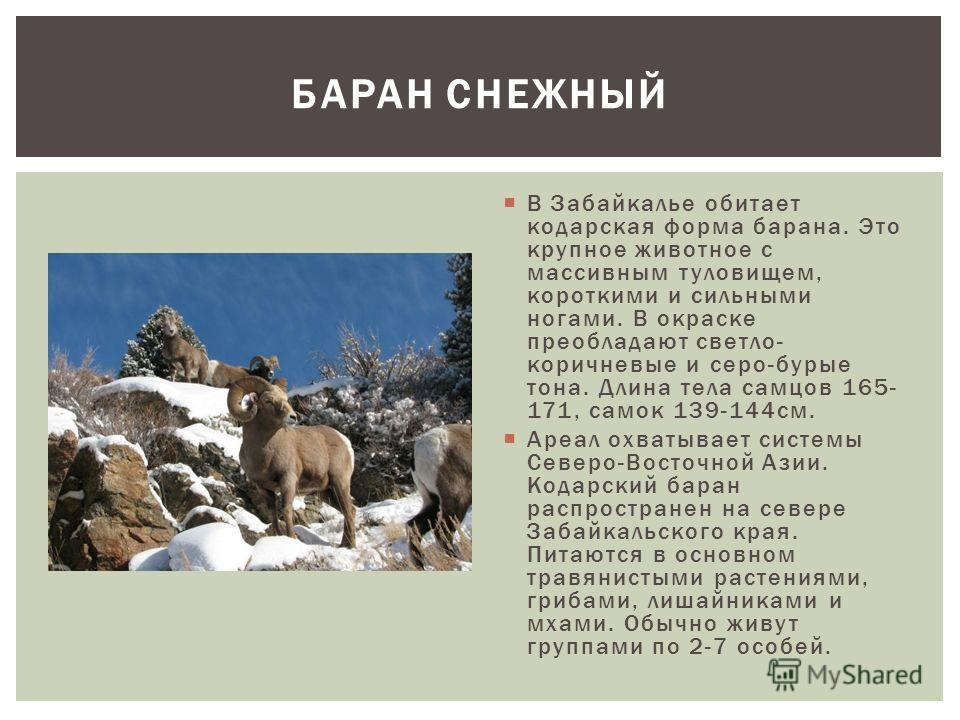 БАРАН СНЕЖНЫЙ
В Забайкалье обитает
кодарская форма барана. Это
крупное животное с
массивным туловищем,
короткими и сильными
ногами. В окраске
преобладают светло-
коричневые и серо-бурые
тона. Длина тела самцов 165-
171, самок 139-144см.
Ареал охватывает системы
Северо-Восточной Азии.
Кодарский баран
распространен на севере
Забайкальского края.
Питаются в основном
травянистыми растениями,
грибами, лишайниками и
мхами. Обычно живут
группами по 2-7 особей.
MyShared